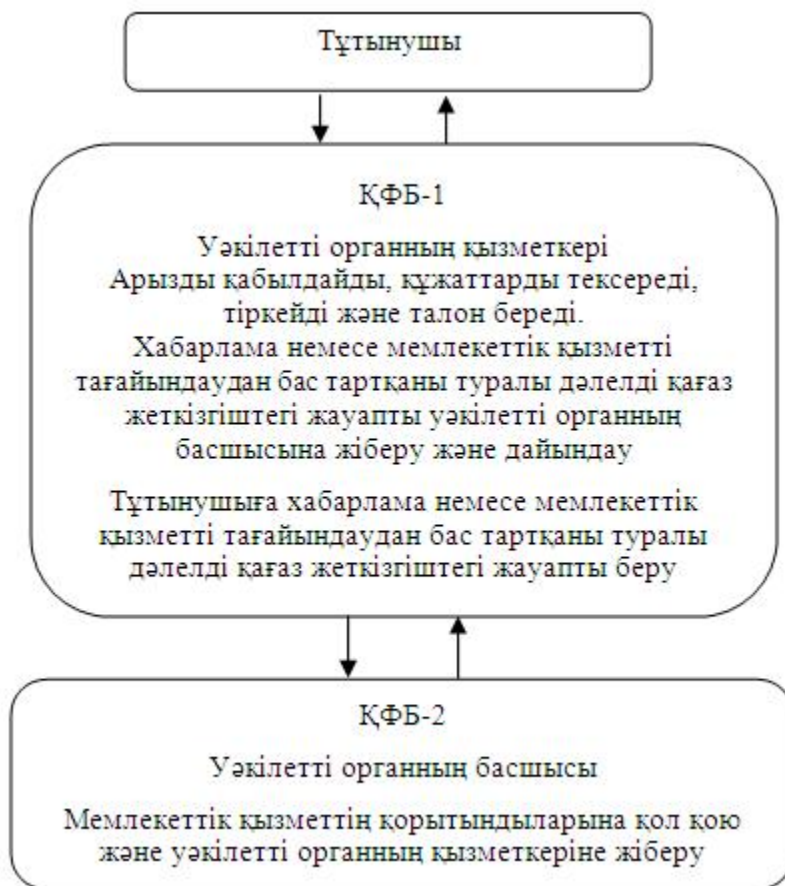 Тұтынушы
ҚФБ-1
Уәкілетті органның қызметкері
Арызды қабылдайды, құжаттарды тексереді,
тіркейді және талон береді.
Хабарлама немесе мемлекеттік қызметті
тағайындаудан бас тартқаны туралы дәлелді қағаз
жеткізгіштегі жауапты уәкілетті органның
басшысына жіберу және дайындау
Тұтынушыға хабарлама немесе мемлекеттік
қызметті тағайындаудан бас тартқаны туралы
дәлелді қағаз жеткізгіштегі жауапты беру
ҚФБ-2
Уәкілетті органның басшысы
Мемлекеттік қызметтің қорытындыларына қол қою
және уәкілетті органның қызметкеріне жіберу